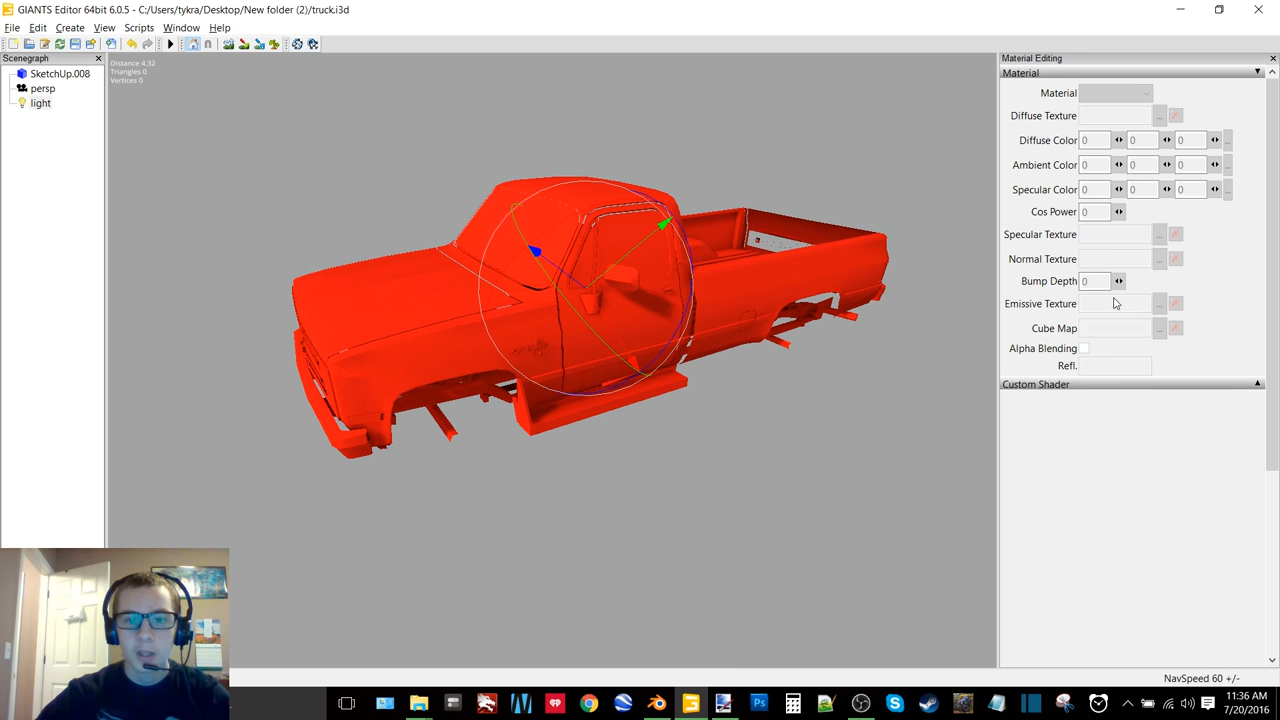 GIANTS Editor 64bit 6.0.5 - C:/Users/tykra/Desktop/New folder (2)/truck.i3d
File Edit Create View Scripts Window Help
Scenegraph
SketchUp.008
persp
light
Distance 4.32
Triangles 0
Vertices 0
Material Editing
Material
Material
Diffuse Texture ...
Diffuse Color 0 0 0 ...
Ambient Color 0 0 0 ...
Specular Color 0 0 0 ...
Cos Power 0
Specular Texture ...
Normal Texture ...
Bump Depth 0
Emissive Texture ...
Cube Map ...
Alpha Blending
Refl.
Custom Shader
NavSpeed 60 +/-
11:36 AM
7/20/2016